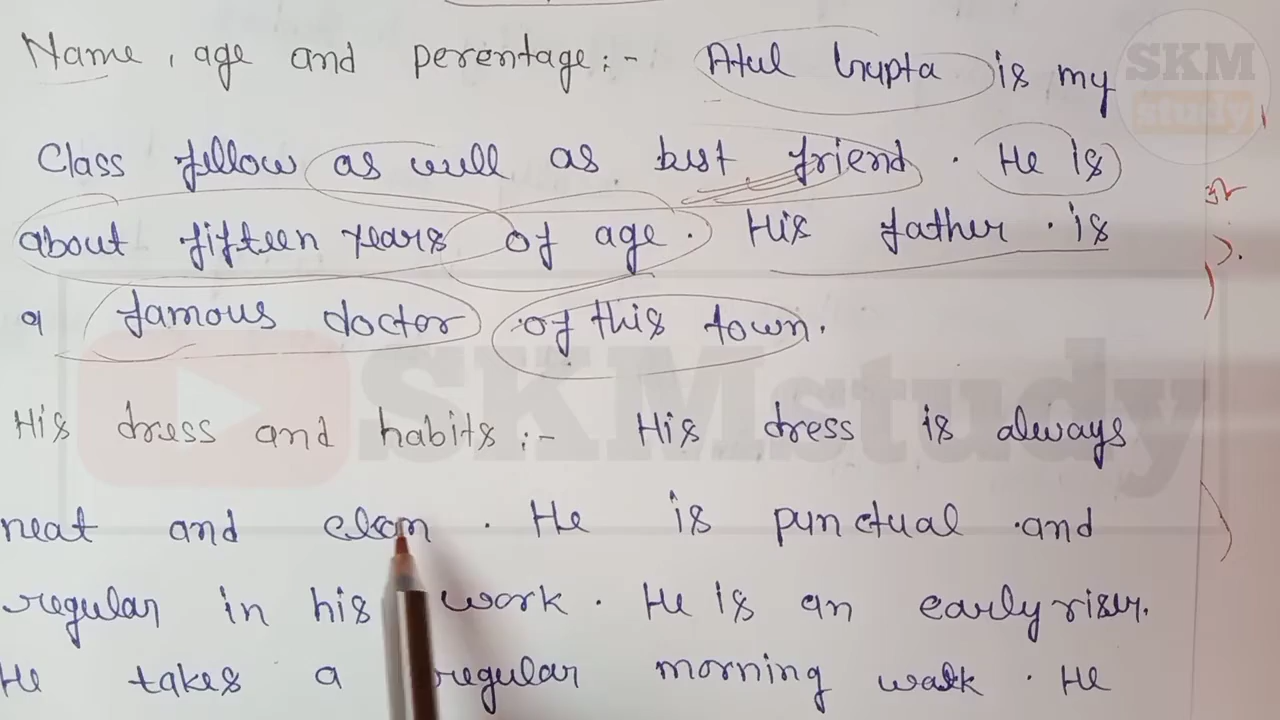 Name, age and perentage:- Atul Gupta is my
Class fellow as well as best friend. He is
about fifteen years of age. His father is
a famous doctor of this town.
His dress and habits:- His dress is always
neat and clean. He is punctual and
regular in his work. He is an early riser.
He takes a regular morning walk. He
SKM
study
SKMstudy